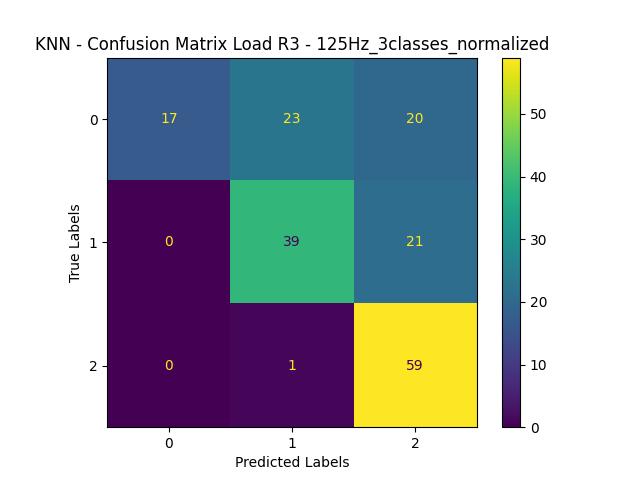 KNN - Confusion Matrix Load R3 - 125Hz_3classes_normalized
0 17 23 20
1 0 39 21
2 0 1 59
0 1 2
Predicted Labels
True Labels
50
40
30
20
10
0